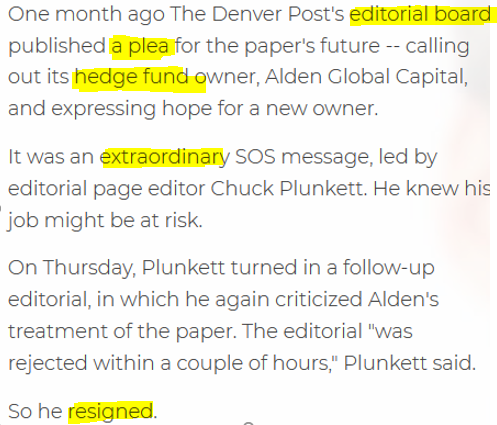 One month ago The Denver Post's editorial board
published a plea for the paper's future -- calling
out its hedge fund owner, Alden Global Capital,
and expressing hope for a new owner.
It was an extraordinary SOS message, led by
editorial page editor Chuck Plunkett. He knew his
job might be at risk.
On Thursday, Plunkett turned in a follow-up
editorial, in which he again criticized Alden's
treatment of the paper. The editorial "was
rejected within a couple of hours," Plunkett said.
So he resigned.